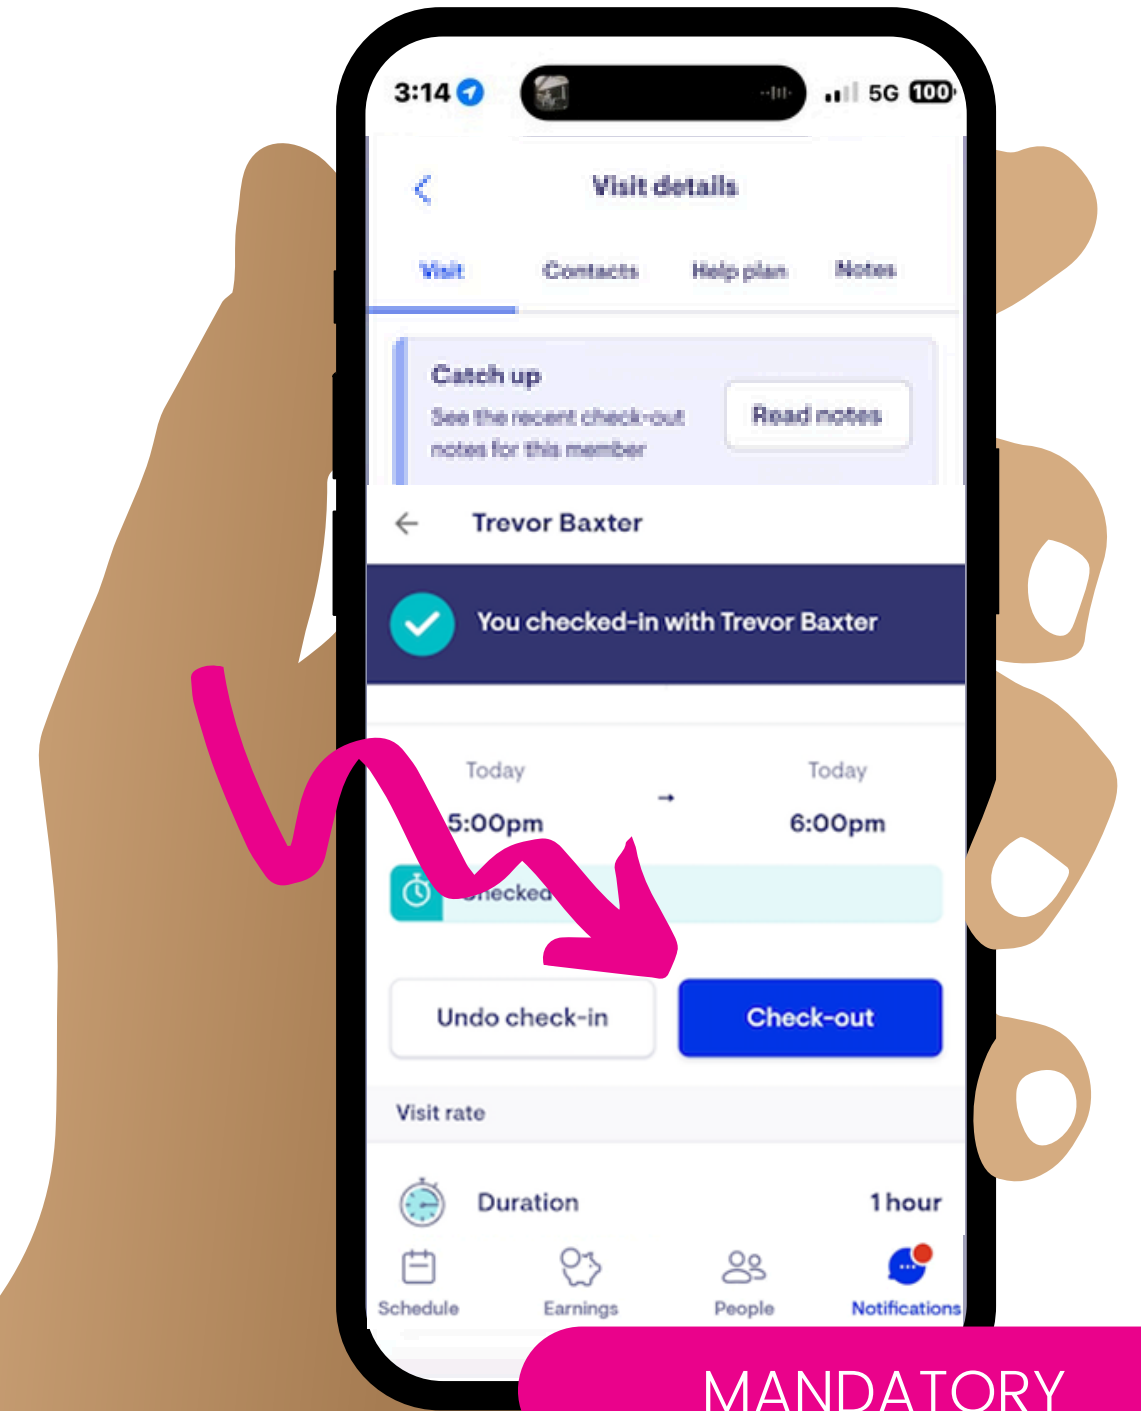 3:14 5G 100
Visit details
Visit Contacts Help plan Notes
Catch up
See the recent check-out
notes for this member
Read notes
Trevor Baxter
You checked-in with Trevor Baxter
Today → Today
5:00pm 6:00pm
Checked
Undo check-in Check-out
Visit rate
Duration 1 hour
Schedule Earnings People Notifications
MANDATORY